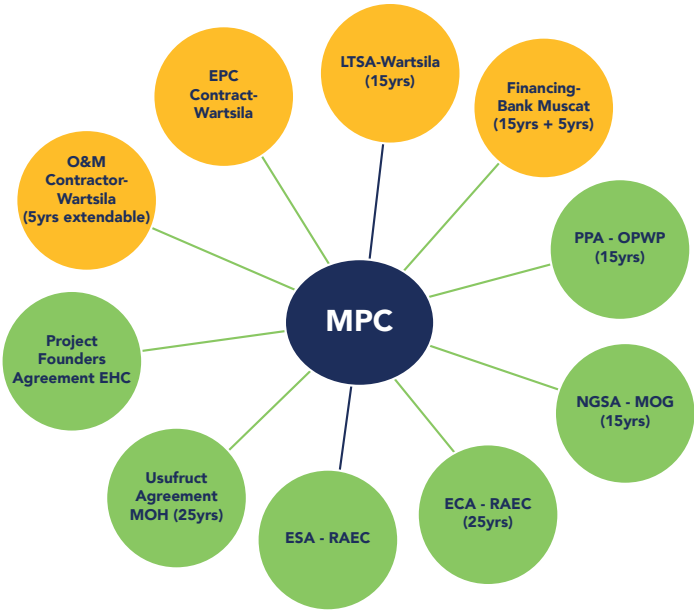 LTSA-Wartsila
(15yrs)
EPC
Contract-
Wartsila
Financing-
Bank Muscat
(15yrs + 5yrs)
O&M
Contractor-
Wartsila
(5yrs extendable)
PPA - OPWP
(15yrs)
MPC
Project
Founders
Agreement EHC
NGSA - MOG
(15yrs)
Usufruct
Agreement
MOH (25yrs)
ECA - RAEC
(25yrs)
ESA - RAEC